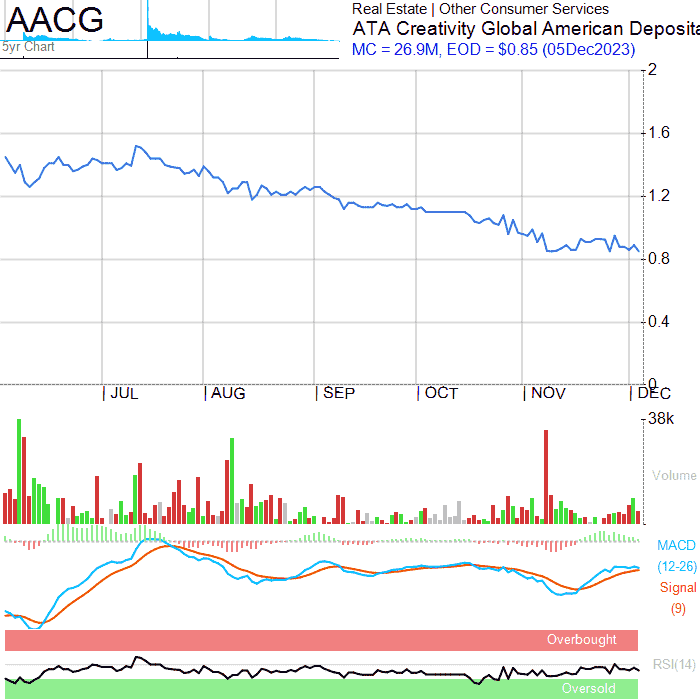 AACG
5yr Chart
Real Estate | Other Consumer Services
ATA Creativity Global American Deposita
MC = 26.9M, EOD = $0.85 (05Dec2023)
2
1.6
1.2
0.8
0.4
0
JUL
AUG
SEP
OCT
NOV
DEC
38k
Volume
MACD
(12-26)
Signal
(9)
Overbought
RSI(14)
Oversold